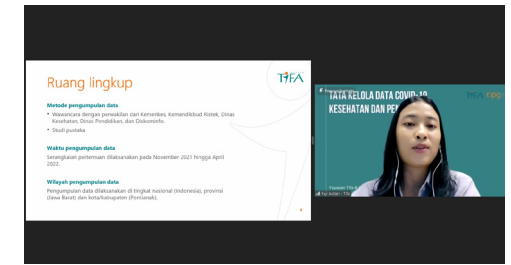 Ruang lingkup
TIFA
Metode pengumpulan data
• Wawancara dengan perwakilan dari Kemenkes, Kemendikbud Ristek, Dinas
Kesehatan, Dinas Pendidikan, dan Diskominfo.
• Studi pustaka
Waktu pengumpulan data
Serangkaian pertemuan dilaksanakan pada November 2021 hingga April
2022.
Wilayah pengumpulan data
Pengumpulan data dilaksanakan di tingkat nasional (Indonesia), provinsi
(Jawa Barat) dan kota/kabupaten (Pontianak).
TATA KELOLA DATA COVID-19
KESEHATAN DAN PE
TIFA